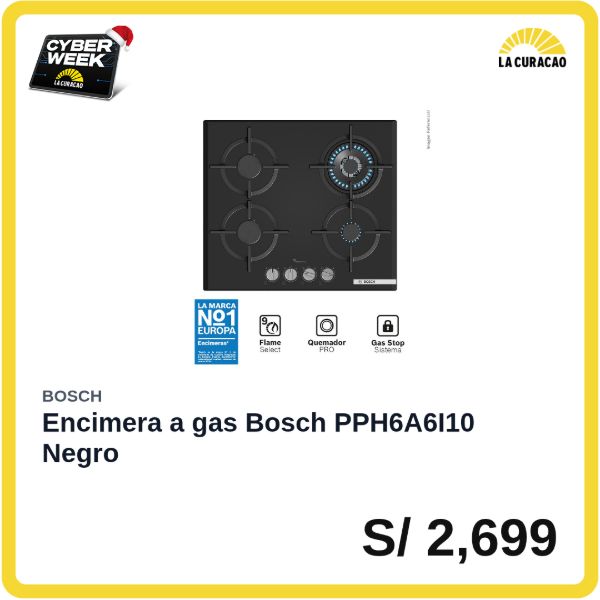 CYBER
WEEK
LA CURACAO
LA CURACAO
BOSCH
LA MARCA
Nº1
EUROPA
Encimeras*
9
Flame
Select
Quemador
PRO
Gas Stop
Sistema
BOSCH
Encimera a gas Bosch PPH6A6I10
Negro
S/ 2,699